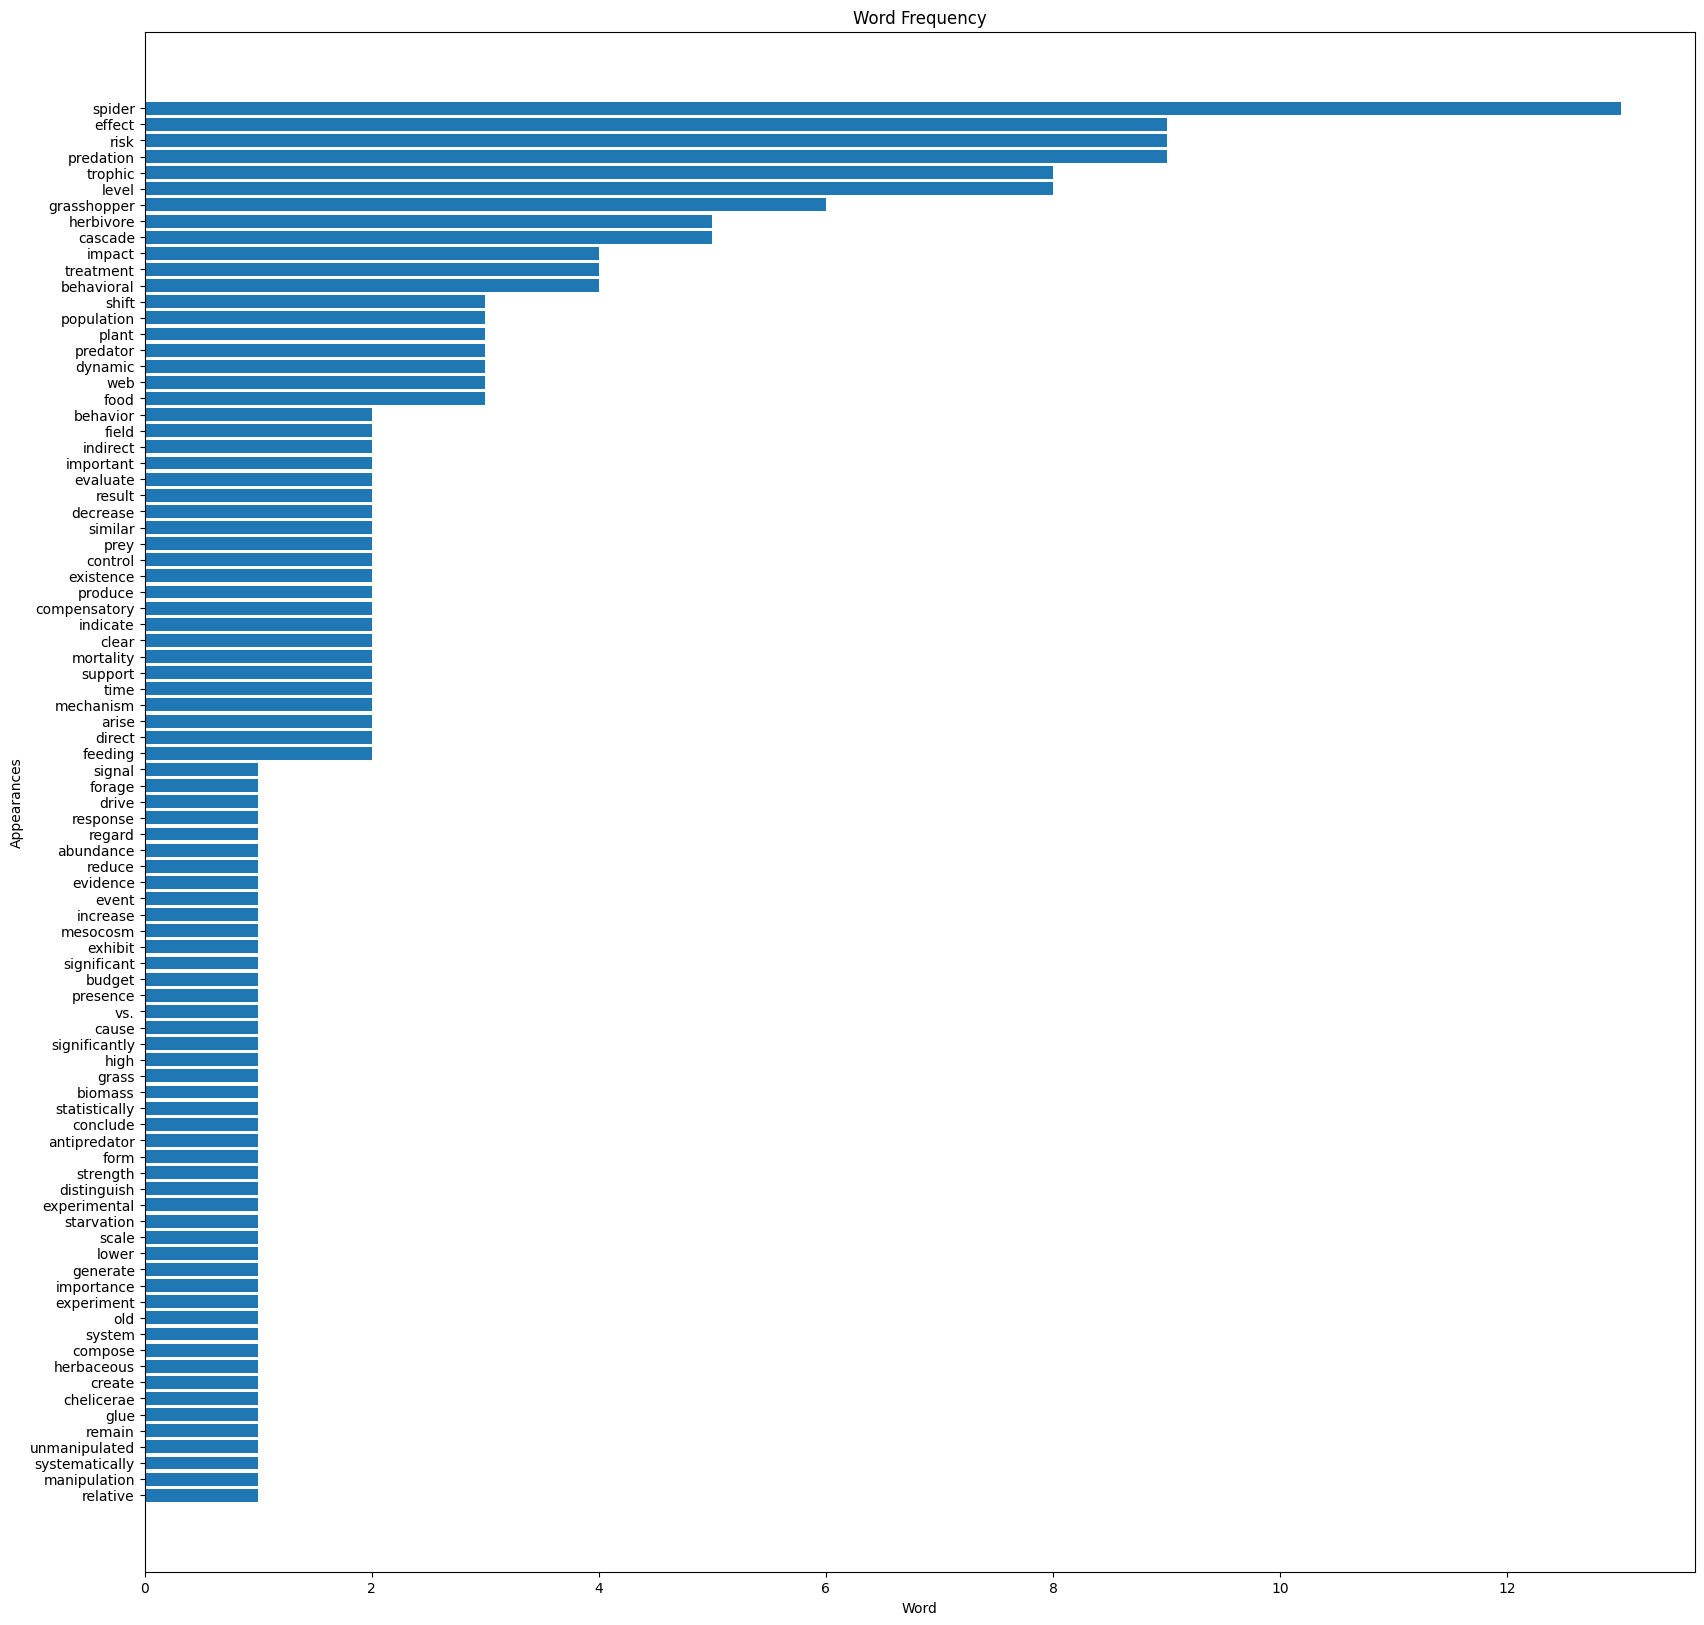 Word Frequency
spider
effect
risk
predation
trophic
level
grasshopper
herbivore
cascade
impact
treatment
behavioral
shift
population
plant
predator
dynamic
web
food
behavior
field
indirect
important
evaluate
result
decrease
similar
prey
control
existence
produce
compensatory
indicate
clear
mortality
support
time
mechanism
arise
direct
feeding
signal
forage
drive
response
regard
abundance
reduce
evidence
event
increase
mesocosm
exhibit
significant
budget
presence
vs.
cause
significantly
high
grass
biomass
statistically
conclude
antipredator
form
strength
distinguish
experimental
starvation
scale
lower
generate
importance
experiment
old
system
compose
herbaceous
create
chelicerae
glue
remain
unmanipulated
systematically
manipulation
relative
Appearances
0 2 4 6 8 10 12
Word